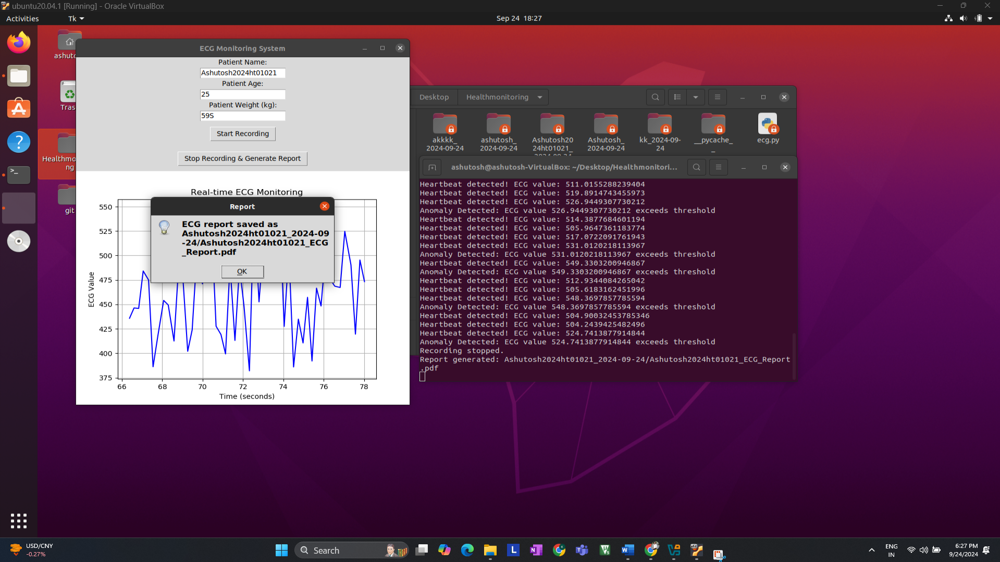 ubuntu20.04.1 [Running] - Oracle VirtualBox
Activities
Tk
Sep 24 18:27
ashuto
Tras
Healthmo
ng
git
ECG Monitoring System
Patient Name:
Ashutosh2024ht01021
Patient Age:
25
Patient Weight (kg):
59S
Start Recording
Stop Recording & Generate Report
Real-time ECG Monitoring
550
525
500
475
450
425
400
375
ECG Value
66 68 70 72 74 76 78
Time (seconds)
Report
ECG report saved as
Ashutosh2024ht01021_2024-09
-24/Ashutosh2024ht01021_ECG
_Report.pdf
OK
Desktop
Healthmonitoring
akkkk_
2024-09-24
ashutosh_
2024-09-24
Ashutosh20
24ht01021_
2024-09-24
Ashutosh_
2024-09-24
kk_2024-09-
24
__pycache_
_
ecg.py
ashutosh@ashutosh-VirtualBox: ~/Desktop/Healthmonitori...
Heartbeat detected! ECG value: 511.0155288239404
Heartbeat detected! ECG value: 519.8914743455973
Heartbeat detected! ECG value: 526.9449307730212
Anomaly Detected: ECG value 526.9449307730212 exceeds threshold
Heartbeat detected! ECG value: 514.3877684601194
Heartbeat detected! ECG value: 505.9647361183774
Heartbeat detected! ECG value: 517.0722091761943
Heartbeat detected! ECG value: 531.0120218113967
Anomaly Detected: ECG value 531.0120218113967 exceeds threshold
Heartbeat detected! ECG value: 549.3303200946867
Anomaly Detected: ECG value 549.3303200946867 exceeds threshold
Heartbeat detected! ECG value: 512.9344084265042
Heartbeat detected! ECG value: 505.6183162451996
Heartbeat detected! ECG value: 548.3697857785594
Anomaly Detected: ECG value 548.3697857785594 exceeds threshold
Heartbeat detected! ECG value: 504.90032453785346
Heartbeat detected! ECG value: 504.2439425482496
Heartbeat detected! ECG value: 524.7413877914844
Anomaly Detected: ECG value 524.7413877914844 exceeds threshold
Recording stopped.
Report generated: Ashutosh2024ht01021_2024-09-24/Ashutosh2024ht01021_ECG_Report
.pdf
USD/CNY
-0.27%
Search
ENG
IN
6:27 PM
9/24/2024